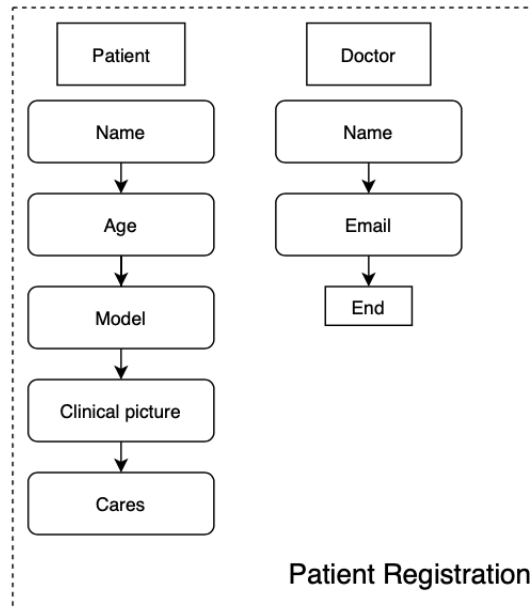 Patient
Name
Age
Model
Clinical picture
Cares
Doctor
Name
Email
End
Patient Registration